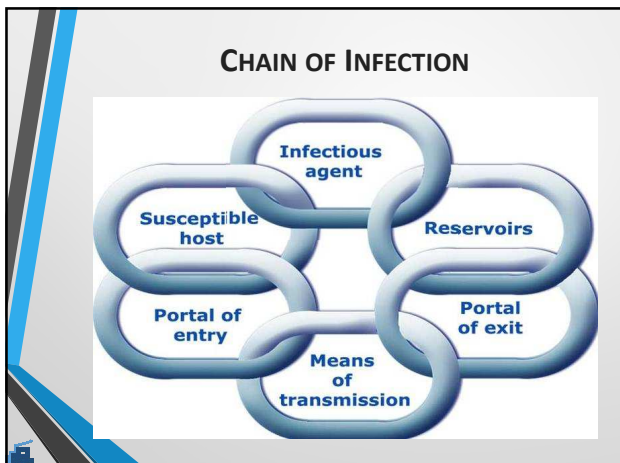 CHAIN OF INFECTION
Infectious
agent
Reservoirs
Portal
of exit
Means
of
transmission
Portal of
entry
Susceptible
host